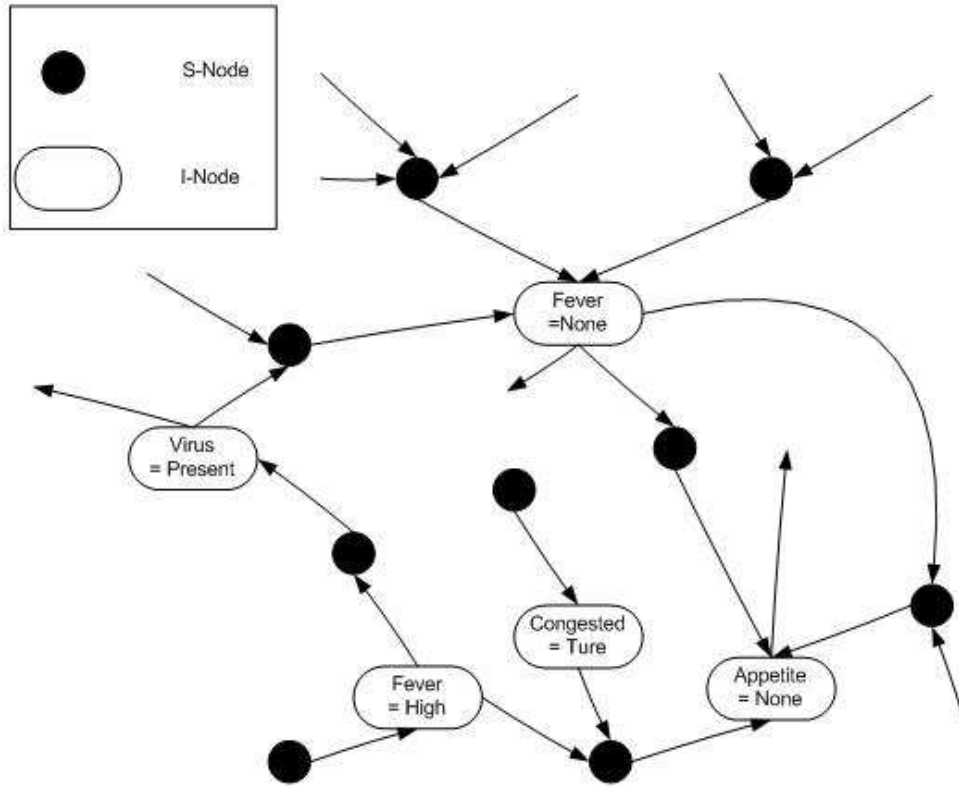 S-Node
I-Node
Fever
=None
Virus
= Present
Congested
= Ture
Fever
= High
Appetite
= None